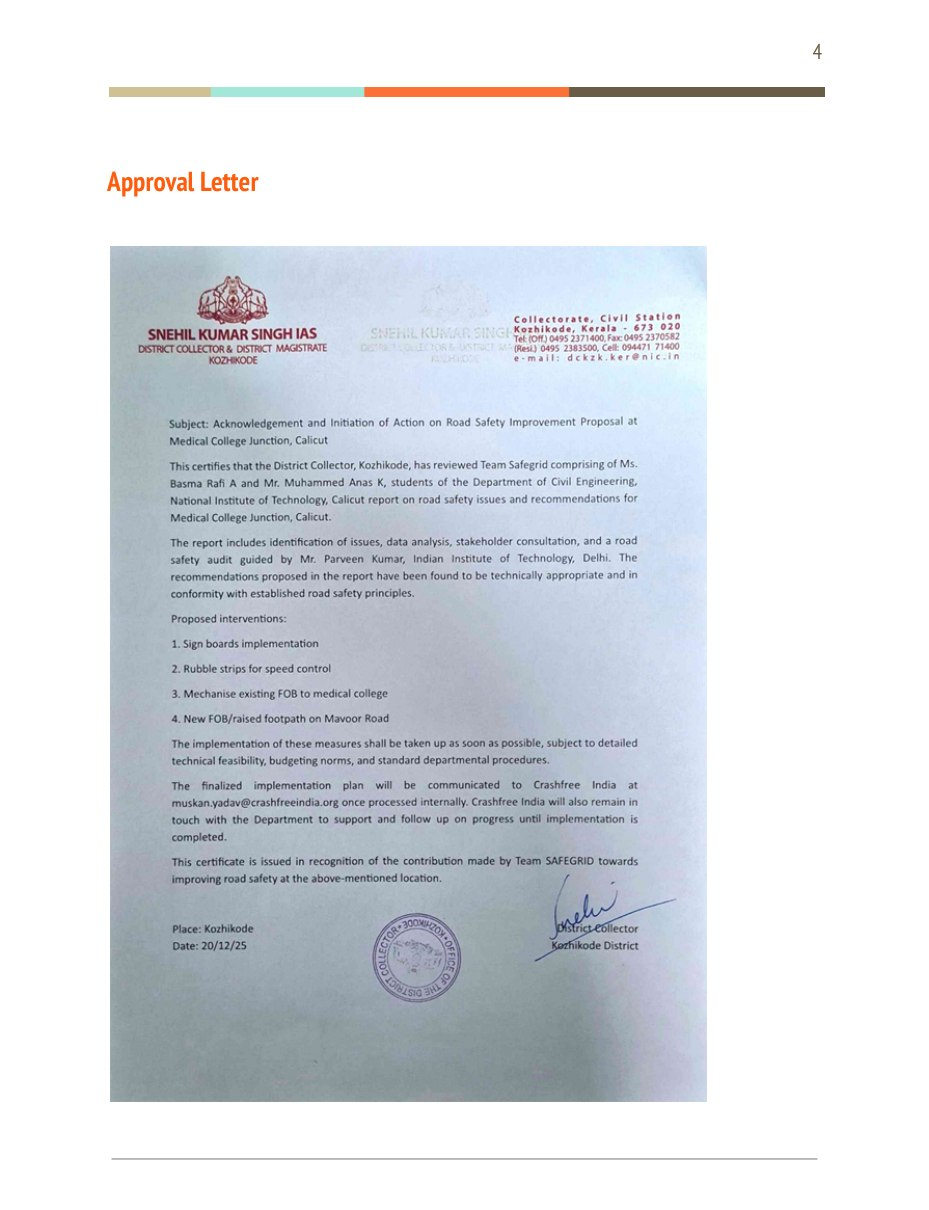 4
Approval Letter
SNEHIL KUMAR SINGH IAS
DISTRICT COLLECTOR & DISTRICT MAGISTRATE
KOZHIKODE
SNEHIL KUMAR SINGH
DISTRICT COLLECTOR & DISTRICT MA
KOZHIKODE
Collectorate, Civil Station
Kozhikode, Kerala - 673 020
Tel: (Off.) 0495 2371400, Fax: 0495 2370582
(Resi.) 0495 2383500, Cell: 094471 71400
e-mail: dckzk.ker@nic.in
Subject: Acknowledgement and Initiation of Action on Road Safety Improvement Proposal at
Medical College Junction, Calicut
This certifies that the District Collector, Kozhikode, has reviewed Team Safegrid comprising of Ms.
Basma Rafi A and Mr. Muhammed Anas K, students of the Department of Civil Engineering,
National Institute of Technology, Calicut report on road safety issues and recommendations for
Medical College Junction, Calicut.
The report includes identification of issues, data analysis, stakeholder consultation, and a road
safety audit guided by Mr. Parveen Kumar, Indian Institute of Technology, Delhi. The
recommendations proposed in the report have been found to be technically appropriate and in
conformity with established road safety principles.
Proposed interventions:
1. Sign boards implementation
2. Rubble strips for speed control
3. Mechanise existing FOB to medical college
4. New FOB/raised footpath on Mavoor Road
The implementation of these measures shall be taken up as soon as possible, subject to detailed
technical feasibility, budgeting norms, and standard departmental procedures.
The finalized implementation plan will be communicated to Crashfree India at
muskan.yadav@crashfreeindia.org once processed internally. Crashfree India will also remain in
touch with the Department to support and follow up on progress until implementation is
completed.
This certificate is issued in recognition of the contribution made by Team SAFEGRID towards
improving road safety at the above-mentioned location.
Place: Kozhikode
Date: 20/12/25
OFFICE OF THE DISTRICT COLLECTOR * KOZHIKODE *
District Collector
Kozhikode District